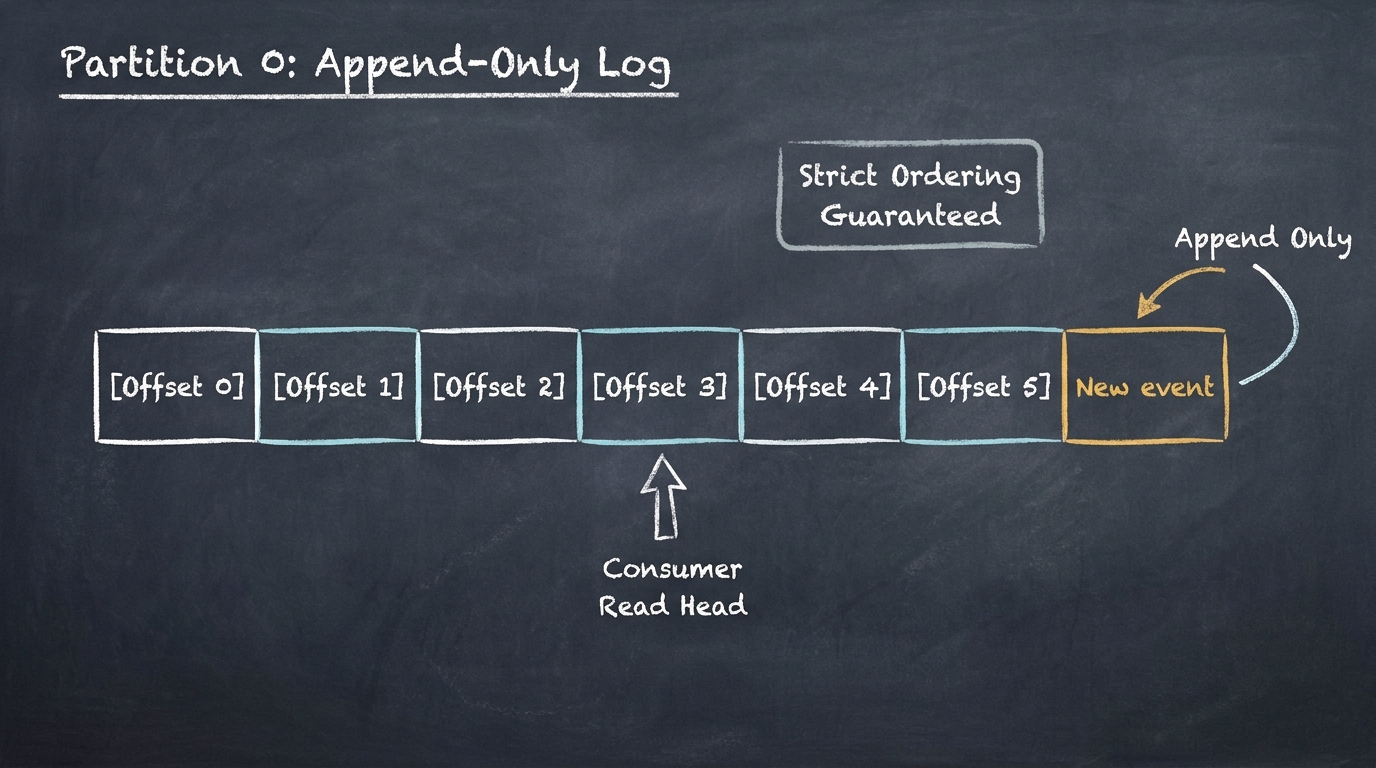 Partition 0: Append-Only Log
Strict Ordering
Guaranteed
Append Only
[Offset 0] [Offset 1] [Offset 2] [Offset 3] [Offset 4] [Offset 5] New event
Consumer
Read Head